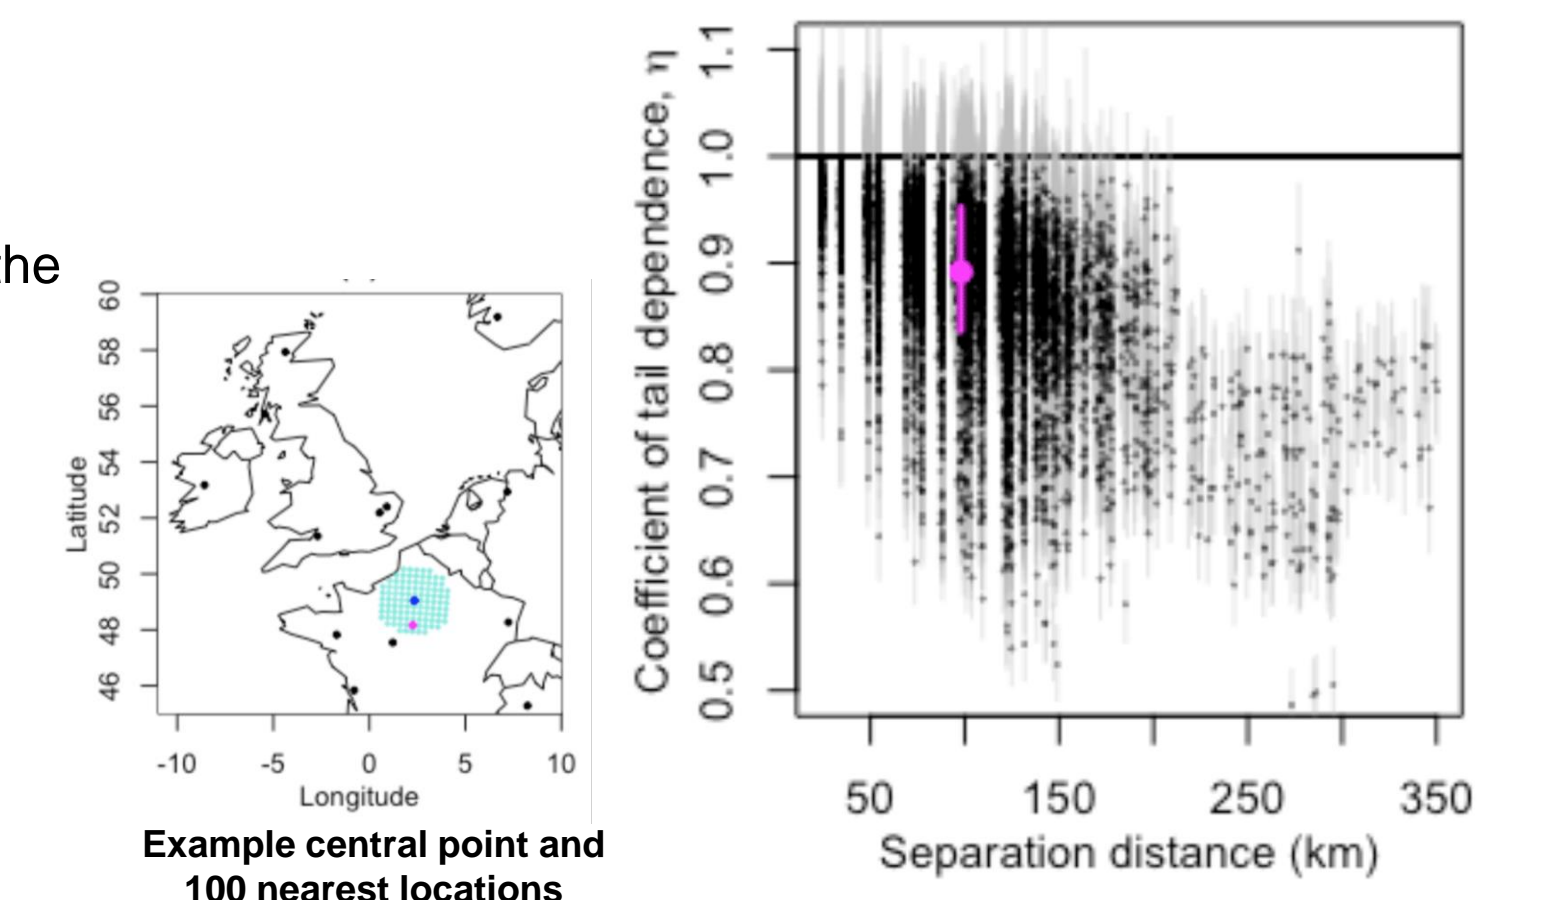 the
60
58
56
54
52
50
48
46
Latitude
-10 -5 0 5 10
Longitude
Example central point and
100 nearest locations
Coefficient of tail dependence, η
1.1
1.0
0.9
0.8
0.7
0.6
0.5
50 150 250 350
Separation distance (km)